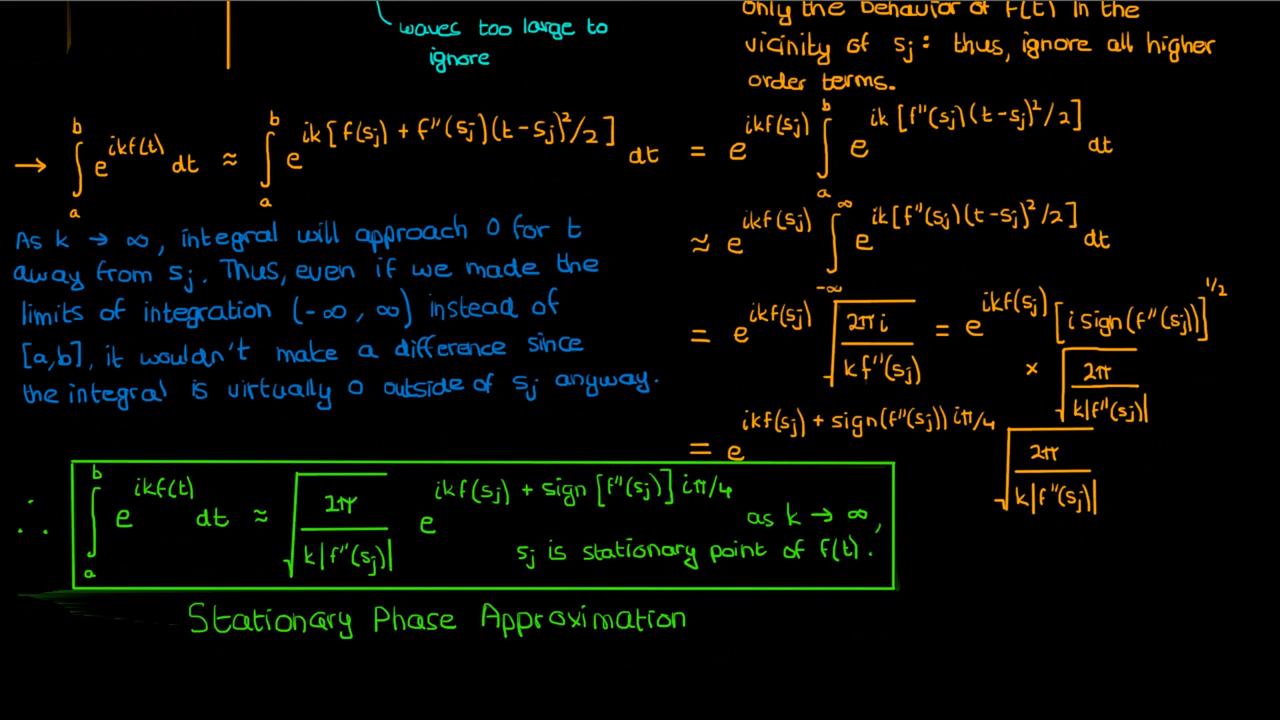 waves too large to
ignore
only the behavior of f(t) in the
vicinity of sⱼ: thus, ignore all higher
order terms.
→ ∫ₐᵇ e^{ikf(t)} dt ≈ ∫ₐᵇ e^{ik[f(sⱼ) + f''(sⱼ)(t-sⱼ)²/2]} dt = e^{ikf(sⱼ)} ∫ₐᵇ e^{ik[f''(sⱼ)(t-sⱼ)²/2]} dt
≈ e^{ikf(sⱼ)} ∫_{-∞}^{∞} e^{ik[f''(sⱼ)(t-sⱼ)²/2]} dt
= e^{ikf(sⱼ)} √(2πi / kf''(sⱼ)) = e^{ikf(sⱼ)} [i sign(f''(sⱼ))]^{1/2}
× √(2π / k|f''(sⱼ)|)
= e^{ikf(sⱼ) + sign(f''(sⱼ)) iπ/4} √(2π / k|f''(sⱼ)|)
As k → ∞, integral will approach 0 for t
away from sⱼ. Thus, even if we made the
limits of integration (-∞, ∞) instead of
[a,b], it wouldn't make a difference since
the integral is virtually 0 outside of sⱼ anyway.
∴ ∫ₐᵇ e^{ikf(t)} dt ≈ √(2π / k|f''(sⱼ)|) e^{ikf(sⱼ) + sign[f''(sⱼ)] iπ/4} as k → ∞,
sⱼ is stationary point of f(t).
Stationary Phase Approximation